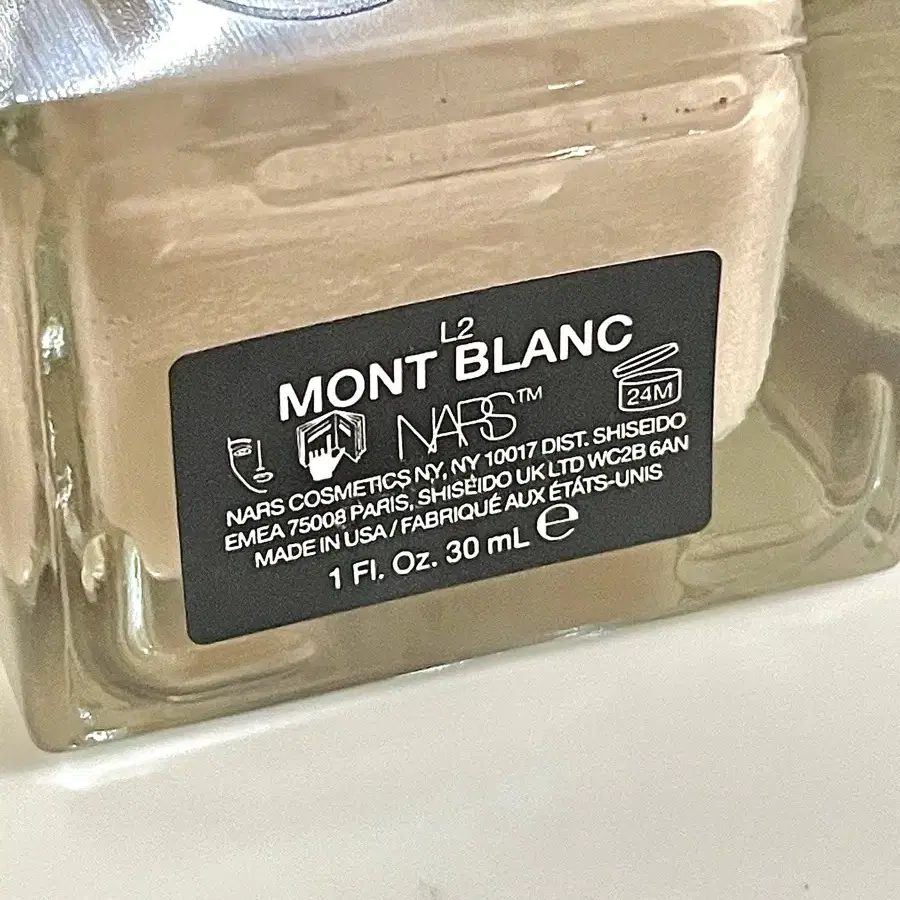 L2
MONT BLANC
NARS™
24M
NARS COSMETICS NY, NY 10017 DIST. SHISEIDO
EMEA 75008 PARIS, SHISEIDO UK LTD WC2B 6AN
MADE IN USA / FABRIQUÉ AUX ÉTATS-UNIS
1 Fl. Oz. 30 mL ℮